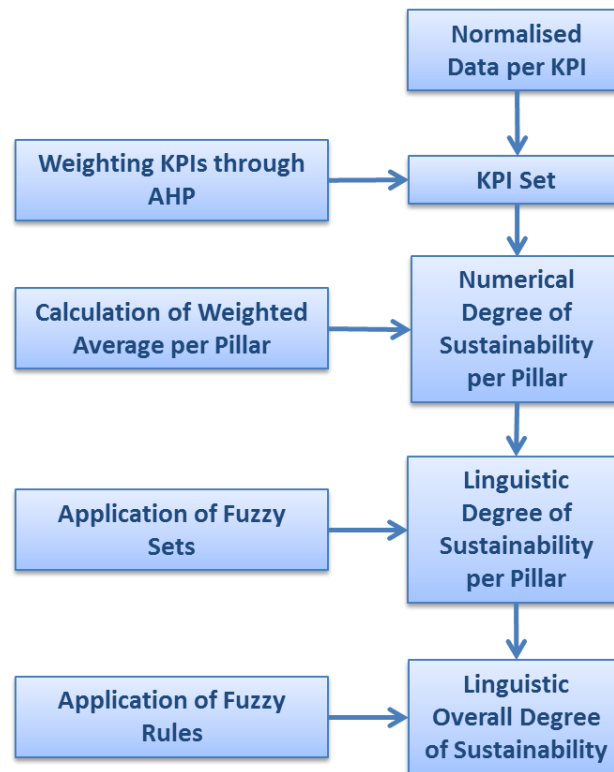 Normalised
Data per KPI
Weighting KPIs through
AHP
KPI Set
Calculation of Weighted
Average per Pillar
Numerical
Degree of
Sustainability
per Pillar
Application of Fuzzy
Sets
Linguistic
Degree of
Sustainability
per Pillar
Application of Fuzzy
Rules
Linguistic
Overall Degree
of Sustainability